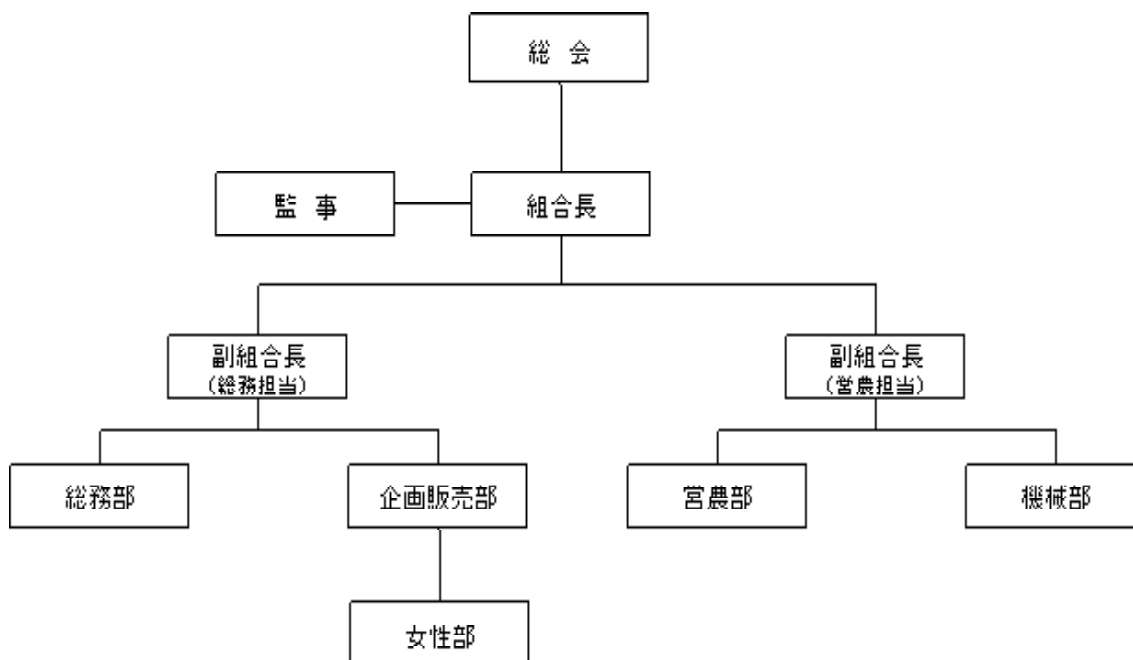 総 会
監 事
組合長
副組合長
(総務担当)
副組合長
(営農担当)
総務部
企画販売部
営農部
機械部
女性部